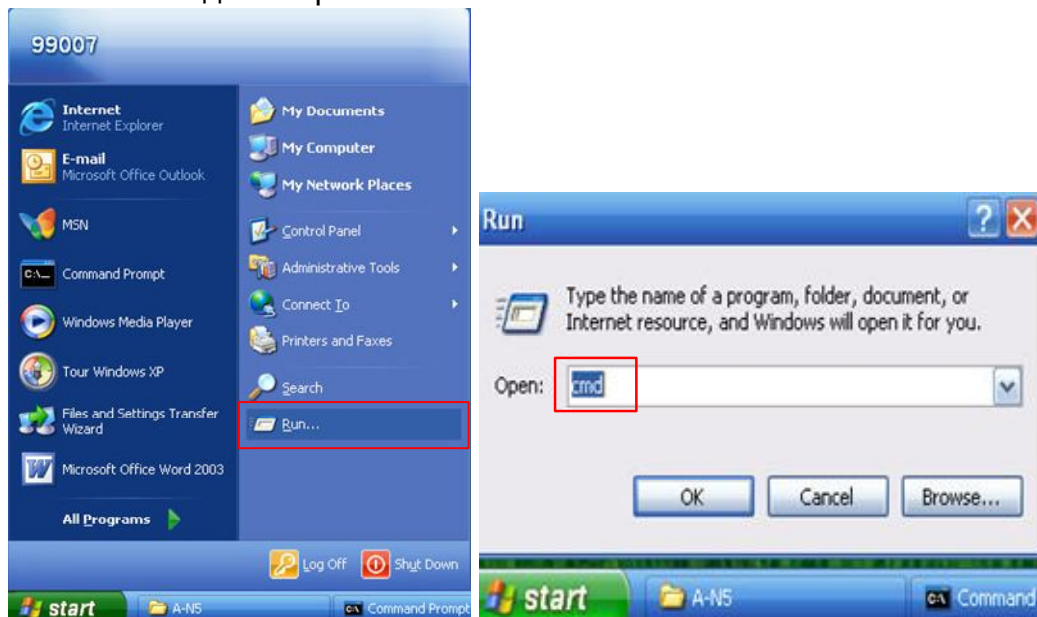 99007
Internet
Internet Explorer
E-mail
Microsoft Office Outlook
MSN
Command Prompt
Windows Media Player
Tour Windows XP
Files and Settings Transfer
Wizard
Microsoft Office Word 2003
All Programs
My Documents
My Computer
My Network Places
Control Panel
Administrative Tools
Connect To
Printers and Faxes
Search
Run...
Log Off
Shut Down
start
A-N5
Command Prompt
Run
Type the name of a program, folder, document, or
Internet resource, and Windows will open it for you.
Open:
cmd
OK
Cancel
Browse...
start
A-N5
Command